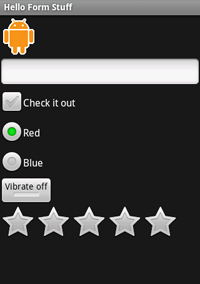 Hello Form Stuff
Check it out
Red
Blue
Vibrate off